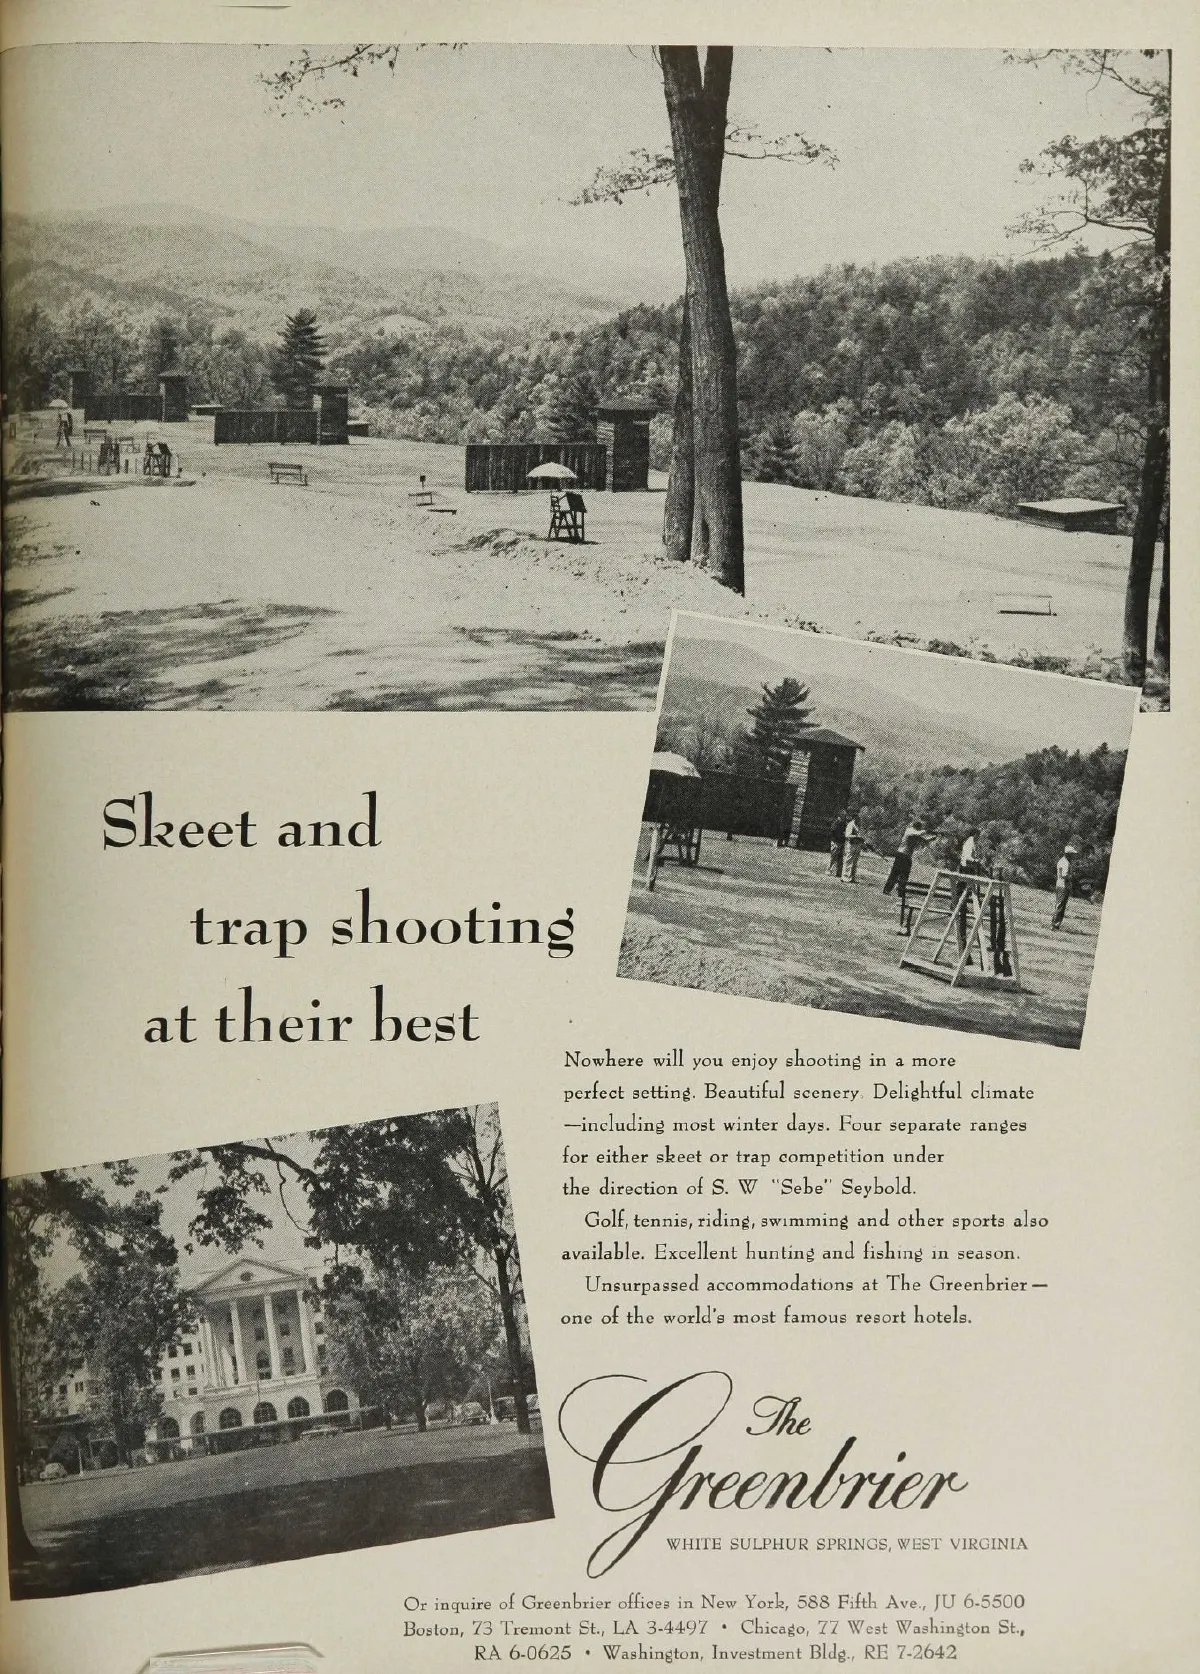 Skeet and
trap shooting
at their best
Nowhere will you enjoy shooting in a more
perfect setting. Beautiful scenery. Delightful climate
—including most winter days. Four separate ranges
for either skeet or trap competition under
the direction of S. W "Sebe" Seybold.
Golf, tennis, riding, swimming and other sports also
available. Excellent hunting and fishing in season.
Unsurpassed accommodations at The Greenbrier—
one of the world's most famous resort hotels.
The
Greenbrier
WHITE SULPHUR SPRINGS, WEST VIRGINIA
Or inquire of Greenbrier offices in New York, 588 Fifth Ave., JU 6-5500
Boston, 73 Tremont St., LA 3-4497 • Chicago, 77 West Washington St.,
RA 6-0625 • Washington, Investment Bldg., RE 7-2642